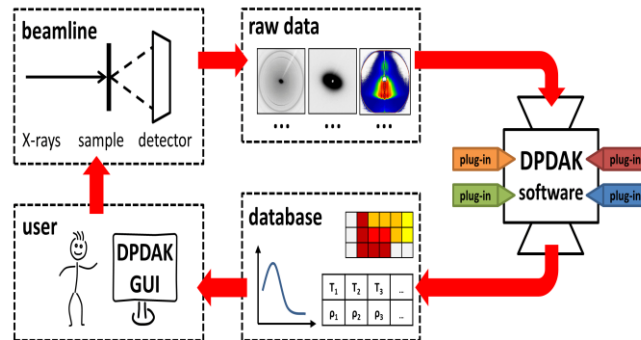 beamline
X-rays sample detector
raw data
... ... ...
DPDAK
software
plug-in
plug-in
plug-in
plug-in
database
T1 T2 T3 ...
ρ1 ρ2 ρ3 ...
user
DPDAK
GUI